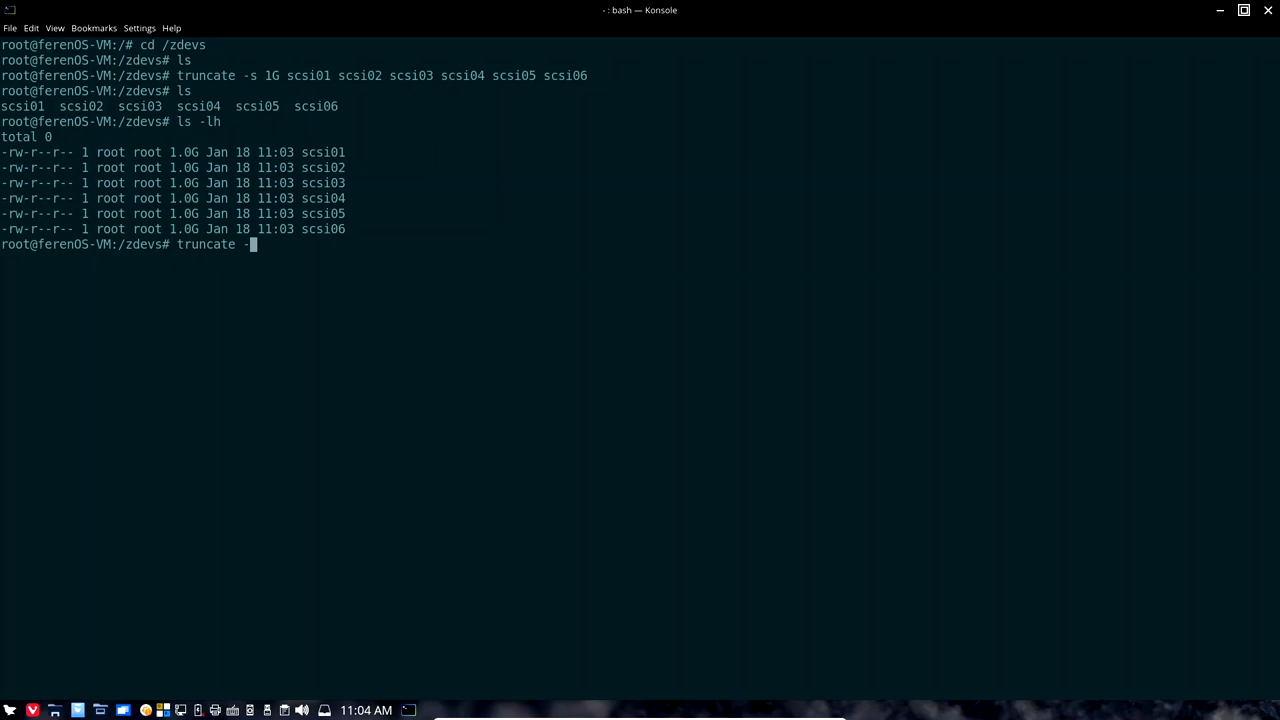 - : bash — Konsole
File Edit View Bookmarks Settings Help
root@ferenOS-VM:/# cd /zdevs
root@ferenOS-VM:/zdevs# ls
root@ferenOS-VM:/zdevs# truncate -s 1G scsi01 scsi02 scsi03 scsi04 scsi05 scsi06
root@ferenOS-VM:/zdevs# ls
scsi01  scsi02  scsi03  scsi04  scsi05  scsi06
root@ferenOS-VM:/zdevs# ls -lh
total 0
-rw-r--r-- 1 root root 1.0G Jan 18 11:03 scsi01
-rw-r--r-- 1 root root 1.0G Jan 18 11:03 scsi02
-rw-r--r-- 1 root root 1.0G Jan 18 11:03 scsi03
-rw-r--r-- 1 root root 1.0G Jan 18 11:03 scsi04
-rw-r--r-- 1 root root 1.0G Jan 18 11:03 scsi05
-rw-r--r-- 1 root root 1.0G Jan 18 11:03 scsi06
root@ferenOS-VM:/zdevs# truncate -
11:04 AM